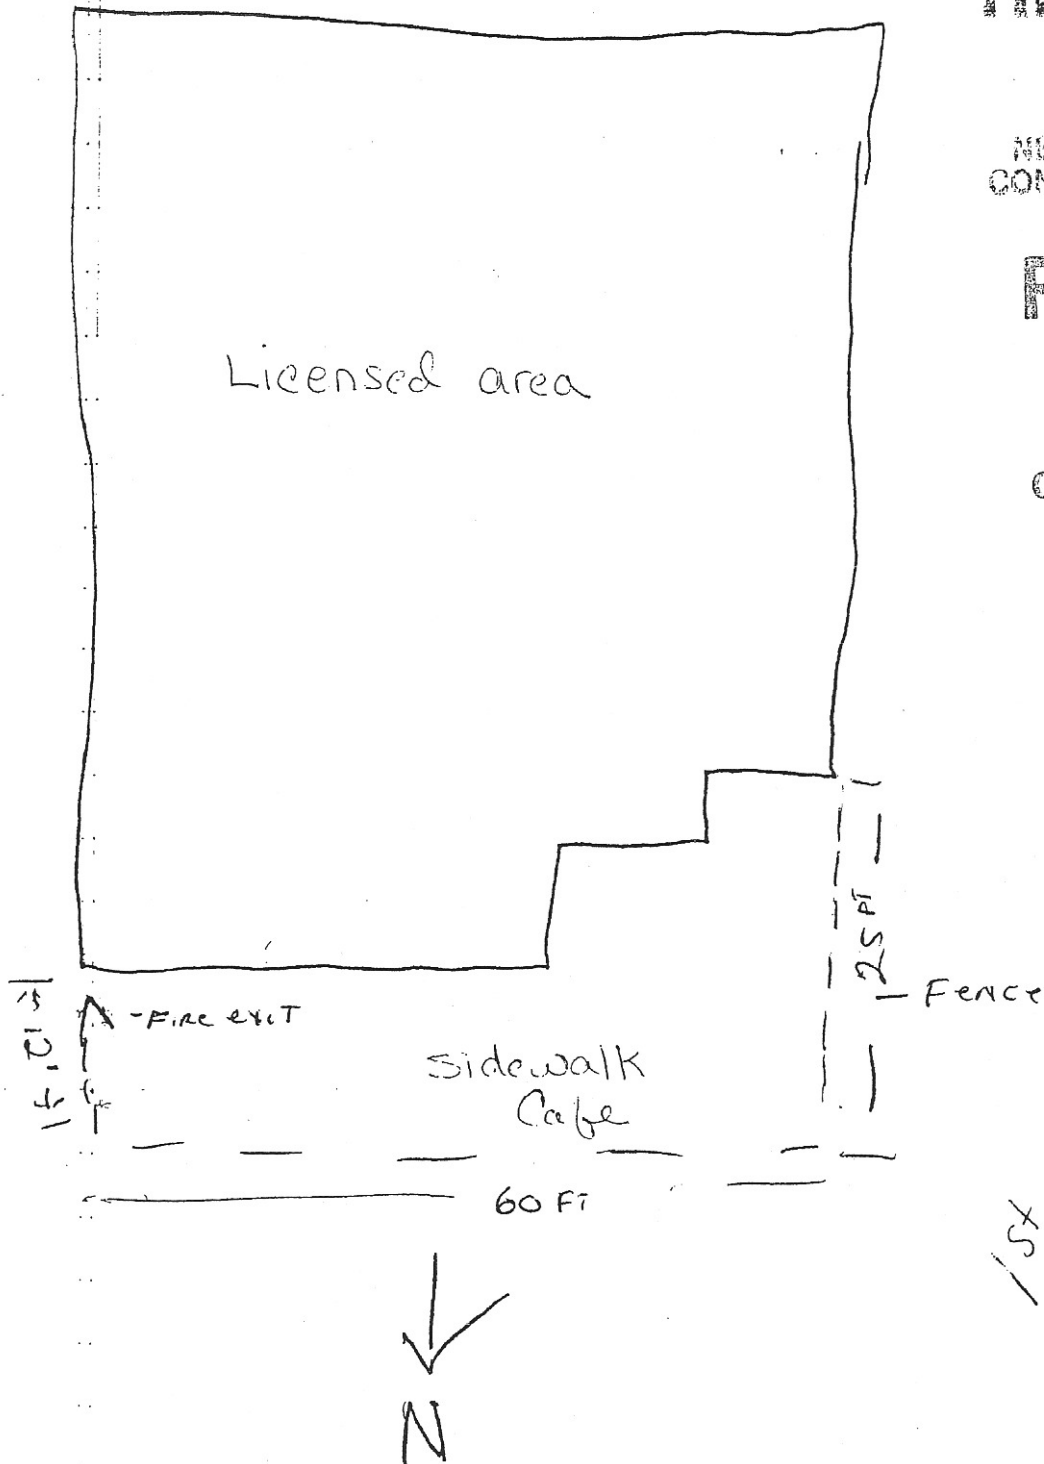 Licensed area
25 FT
- Fence
- FIRE EXIT
Sidewalk
Cafe
60 FT
N